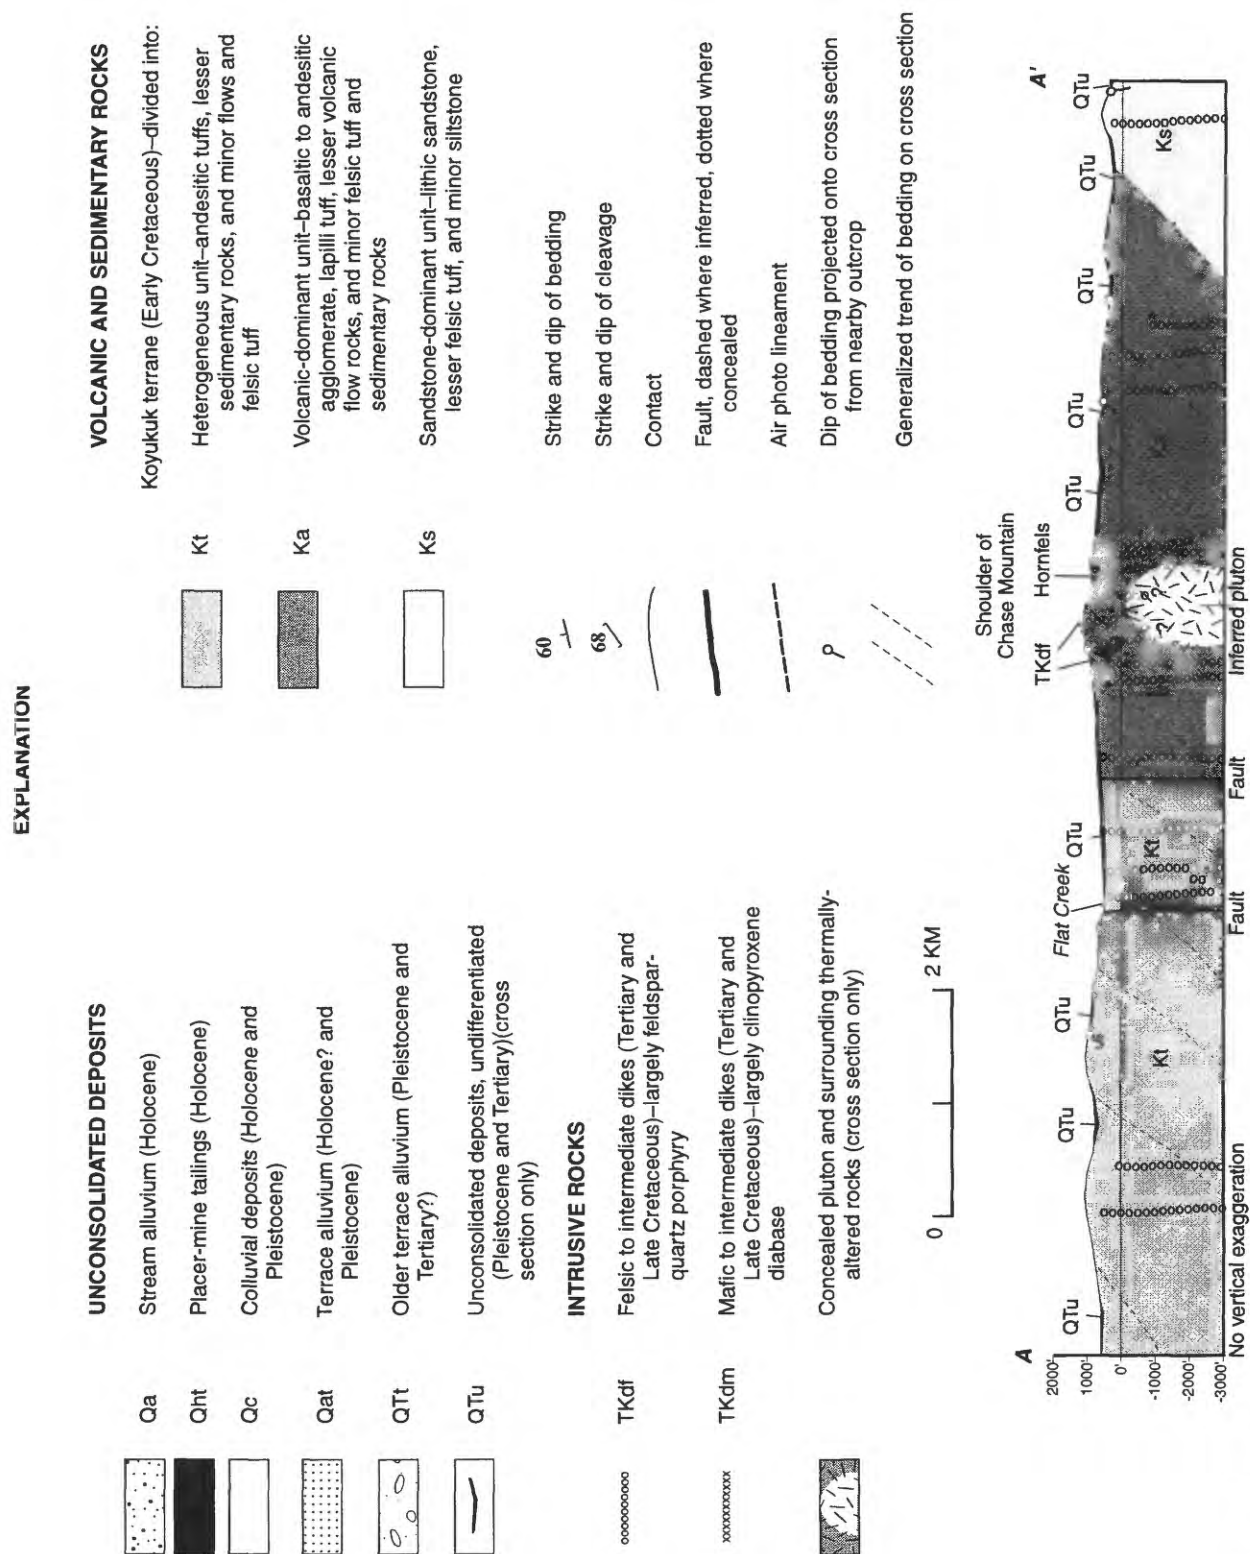 EXPLANATION
UNCONSOLIDATED DEPOSITS
Qa
Stream alluvium (Holocene)
Qht
Placer-mine tailings (Holocene)
Qc
Colluvial deposits (Holocene and
Pleistocene)
Qat
Terrace alluvium (Holocene? and
Pleistocene)
QTt
Older terrace alluvium (Pleistocene and
Tertiary?)
QTu
Unconsolidated deposits, undifferentiated
(Pleistocene and Tertiary)(cross
section only)
INTRUSIVE ROCKS
TKdf
Felsic to intermediate dikes (Tertiary and
Late Cretaceous)–largely feldspar-
quartz porphyry
TKdm
Mafic to intermediate dikes (Tertiary and
Late Cretaceous)–largely clinopyroxene
diabase
Concealed pluton and surrounding thermally-
altered rocks (cross section only)
VOLCANIC AND SEDIMENTARY ROCKS
Koyukuk terrane (Early Cretaceous)–divided into:
Kt
Heterogeneous unit–andesitic tuffs, lesser
sedimentary rocks, and minor flows and
felsic tuff
Ka
Volcanic-dominant unit–basaltic to andesitic
agglomerate, lapilli tuff, lesser volcanic
flow rocks, and minor felsic tuff and
sedimentary rocks
Ks
Sandstone-dominant unit–lithic sandstone,
lesser felsic tuff, and minor siltstone
60
Strike and dip of bedding
68
Strike and dip of cleavage
Contact
Fault, dashed where inferred, dotted where
concealed
Air photo lineament
Dip of bedding projected onto cross section
from nearby outcrop
Generalized trend of bedding on cross section
0
2 KM
A
A'
Shoulder of
Chase Mountain
QTu
QTu
QTu
Flat Creek
QTu
TKdf
Hornfels
QTu
QTu
QTu
QTu
QTu
2000'
1000'
0'
-1000'
-2000'
-3000'
Kt
Kt
?
?
Ka
Ks
No vertical exaggeration
Fault
Fault
Inferred pluton